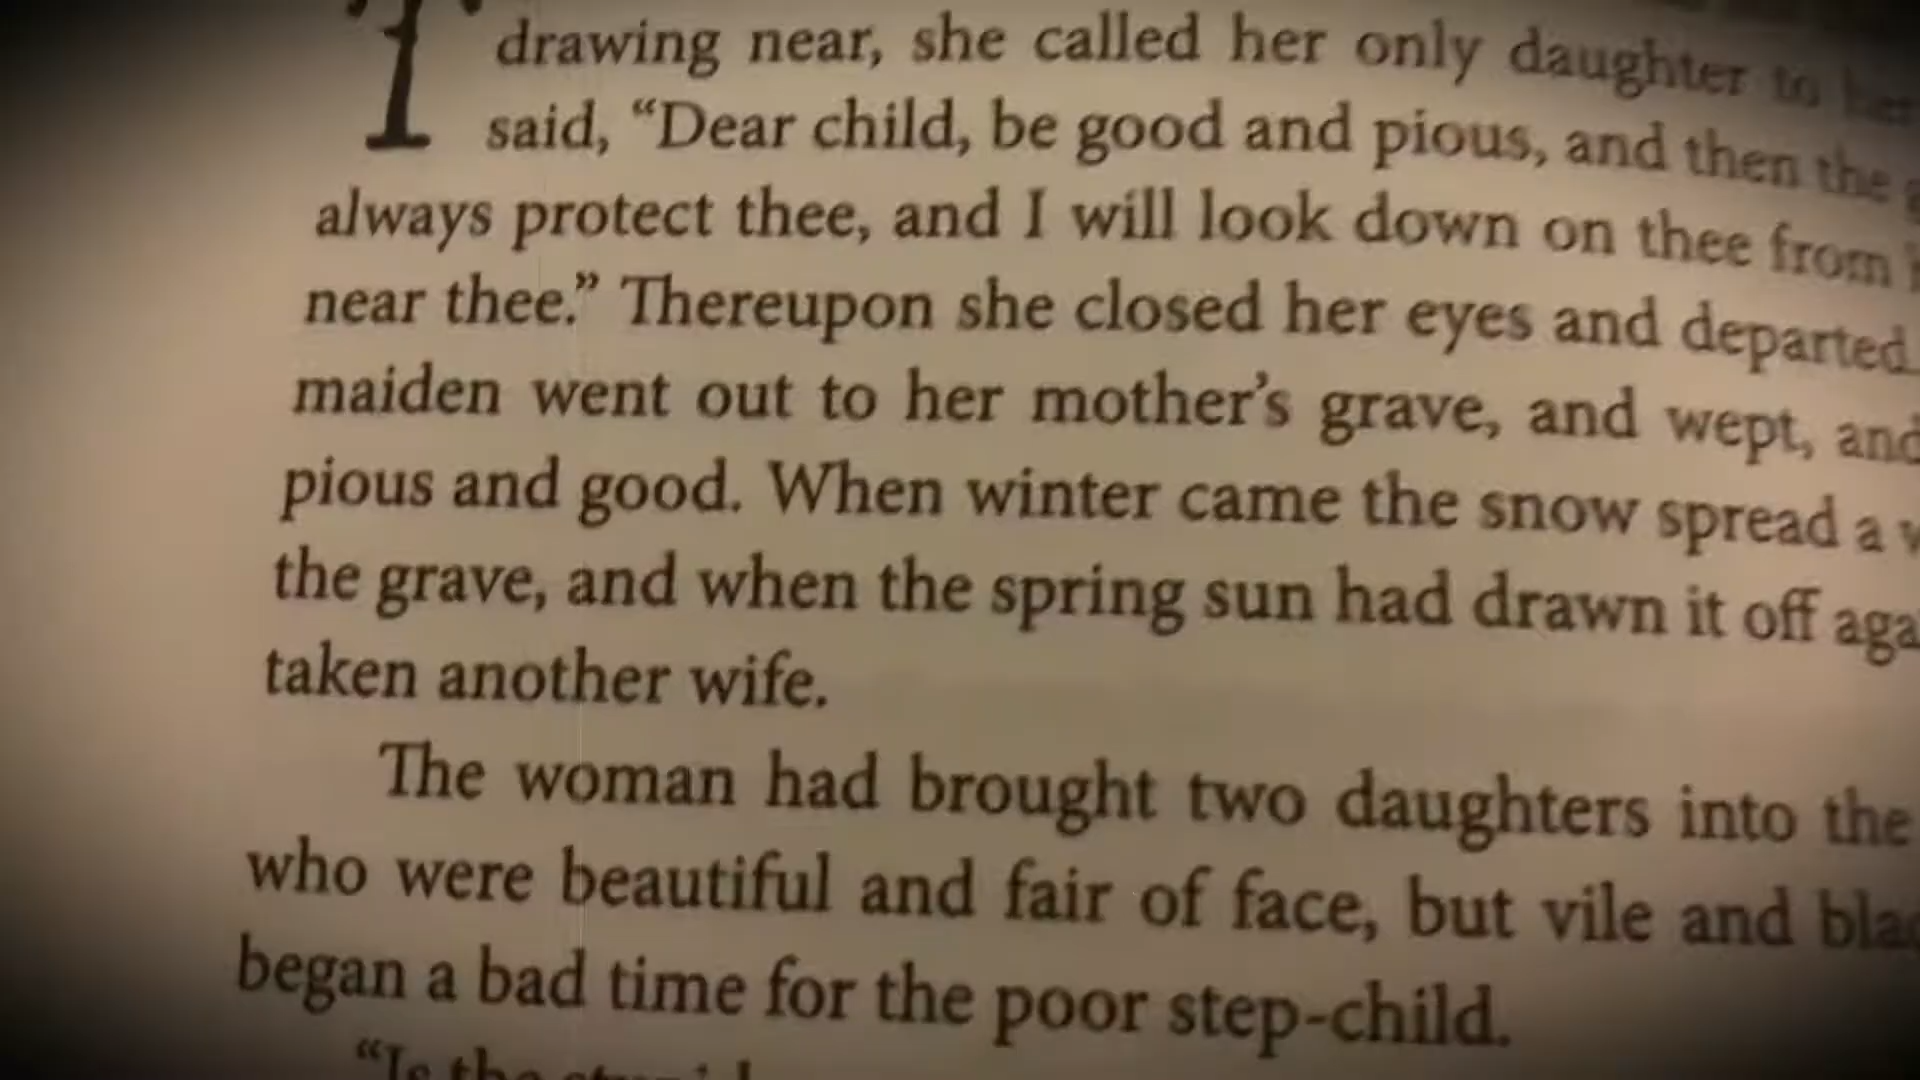 T drawing near, she called her only daughter to her
said, “Dear child, be good and pious, and then the
always protect thee, and I will look down on thee from
near thee.” Thereupon she closed her eyes and departed.
maiden went out to her mother’s grave, and wept, and
pious and good. When winter came the snow spread a
the grave, and when the spring sun had drawn it off
taken another wife.
The woman had brought two daughters into the
who were beautiful and fair of face, but vile and
began a bad time for the poor step-child.
“Is the